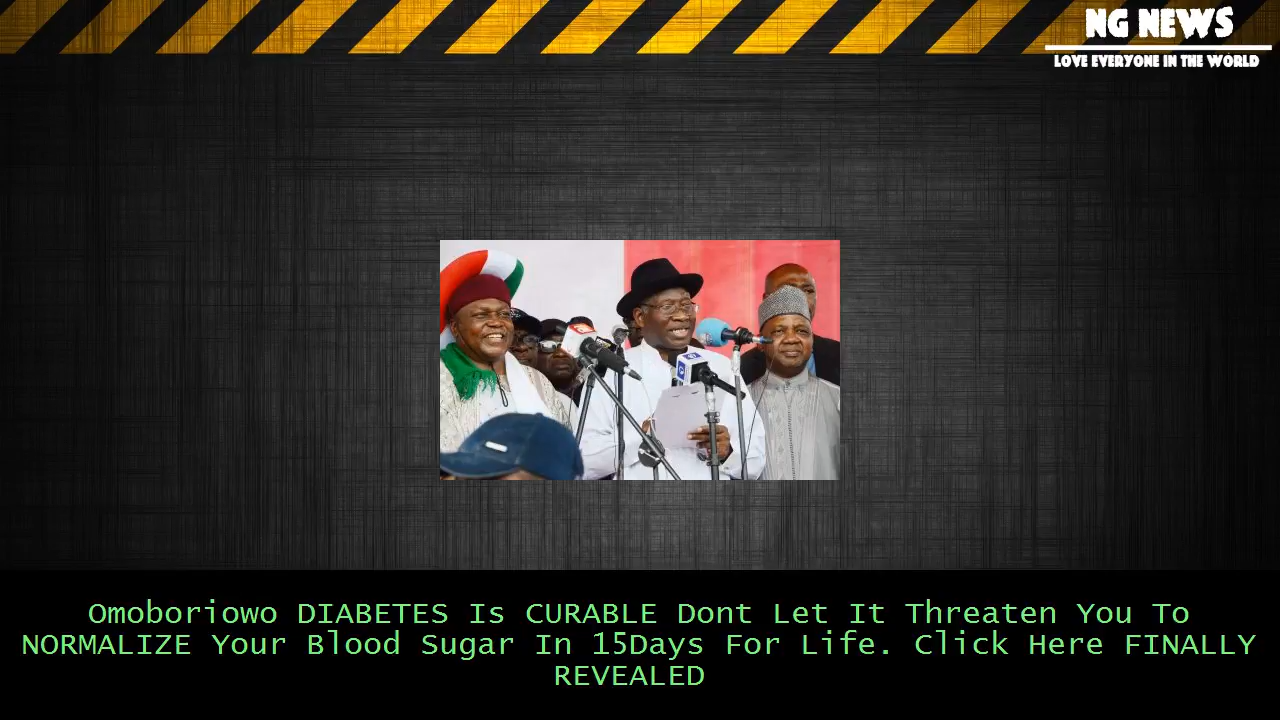 NG NEWS
LOVE EVERYONE IN THE WORLD
Omoboriowo DIABETES Is CURABLE Dont Let It Threaten You To
NORMALIZE Your Blood Sugar In 15Days For Life. Click Here FINALLY
REVEALED